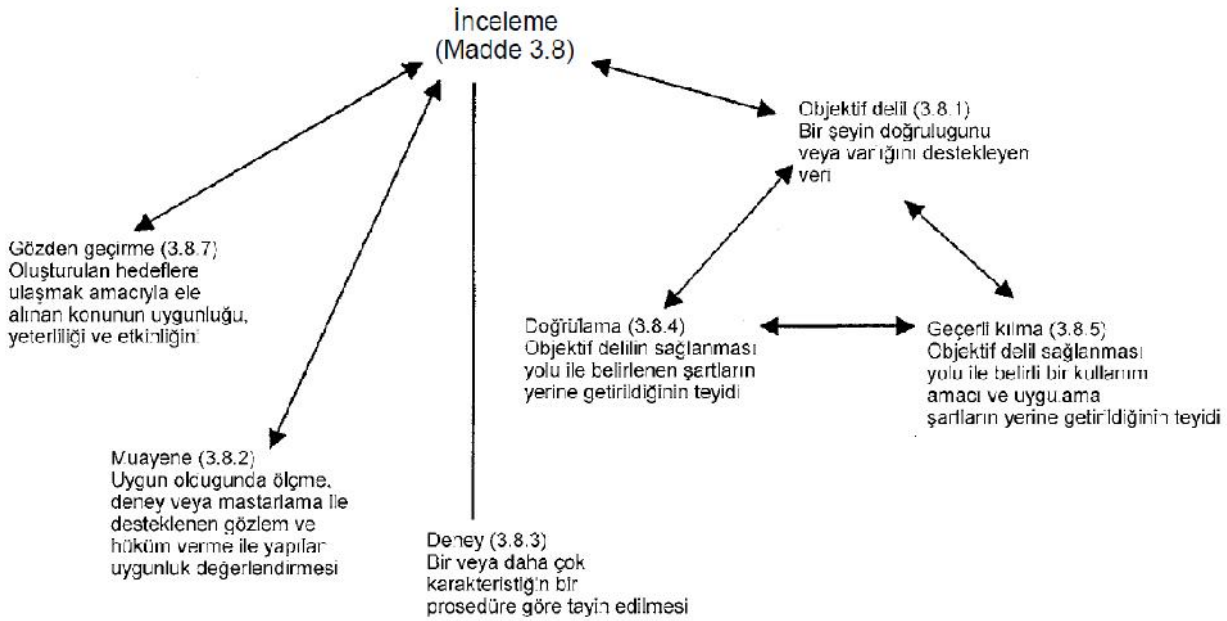 İnceleme
(Madde 3.8)
Objektif delil (3.8.1)
Bir şeyin doğrulugunu
veya varlığını destekleyen
veri
Gözden geçirme (3.8.7)
Oluşturulan hedeflere
ulaşmak amacıyla ele
alınan konunun uygunluğu,
yeterliliği ve etkinliğini
Doğrulama (3.8.4)
Objektif delilin sağlanması
yolu ile belirlenen şartların
yerine getirildiğinin teyidi
Geçerli kılma (3.8.5)
Objektif delil sağlanması
yolu ile belirli bir kullanım
amacı ve uygulama
şartların yerine getirildiğinin teyidi
Muayene (3.8.2)
Uygun oldugunda ölçme,
deney veya mastarlama ile
desteklenen gözlem ve
hüküm verme ile yapılan
uygunluk değerlendirmesi
Deney (3.8.3)
Bir veya daha çok
karakteristiğin bir
prosedüre göre tayin edilmesi